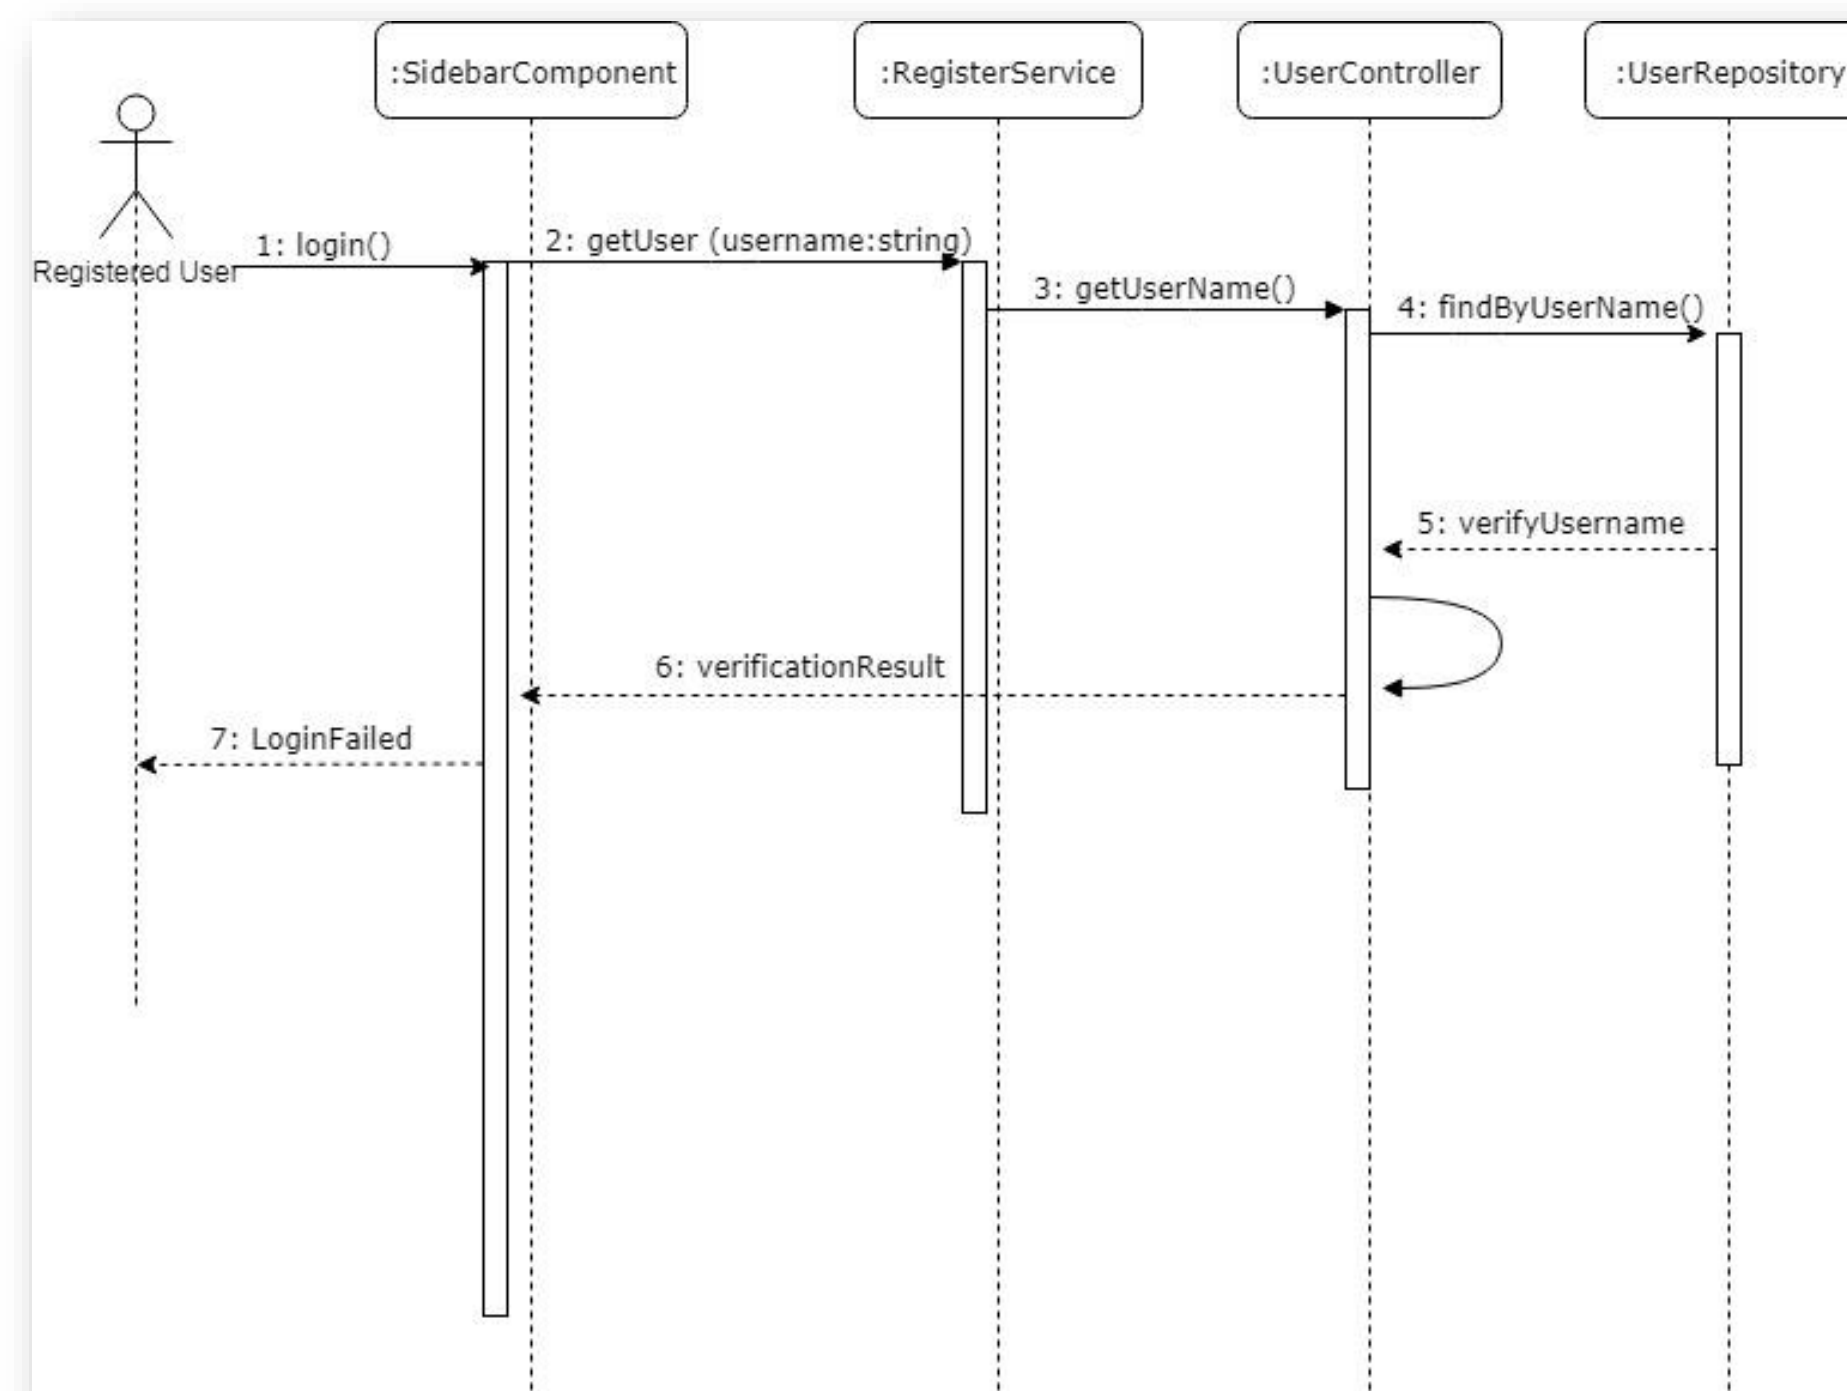 :SidebarComponent
:RegisterService
:UserController
:UserRepository
Registered User
1: login()
2: getUser (username:string)
3: getUserName()
4: findByUserName()
5: verifyUsername
6: verificationResult
7: LoginFailed